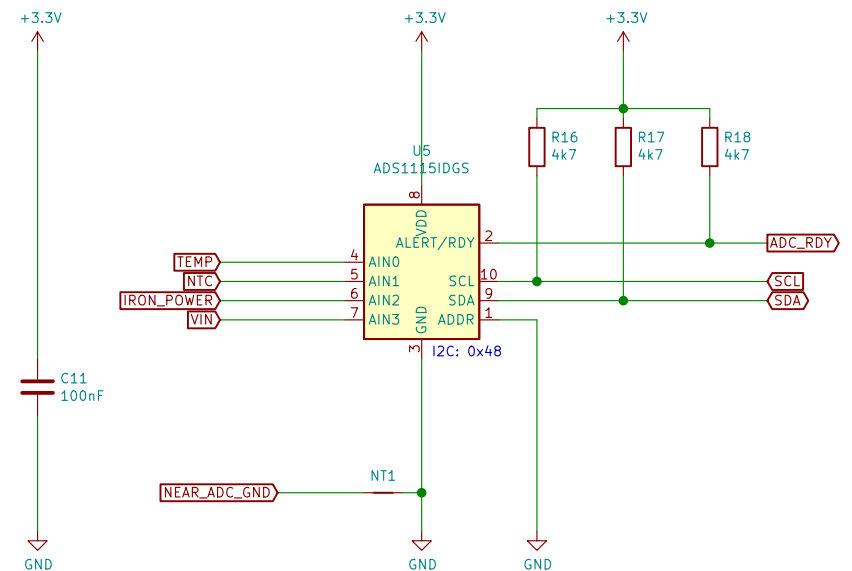 +3.3V
+3.3V
+3.3V
U5
ADS1115IDGS
R16
4k7
R17
4k7
R18
4k7
8
VDD
ALERT/RDY
2
ADC_RDY
TEMP
4
AIN0
NTC
5
AIN1
SCL
10
SCL
IRON_POWER
6
AIN2
SDA
9
SDA
VIN
7
AIN3
GND
ADDR
1
3
I2C: 0x48
C11
100nF
NT1
NEAR_ADC_GND
GND
GND
GND